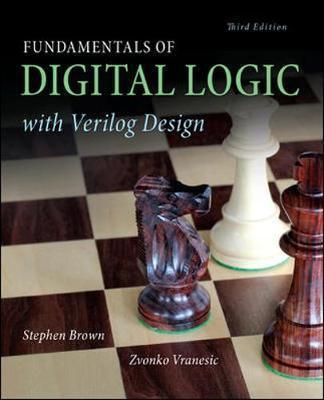 Third Edition
FUNDAMENTALS OF
DIGITAL LOGIC
with Verilog Design
Stephen Brown
Zvonko Vranesic